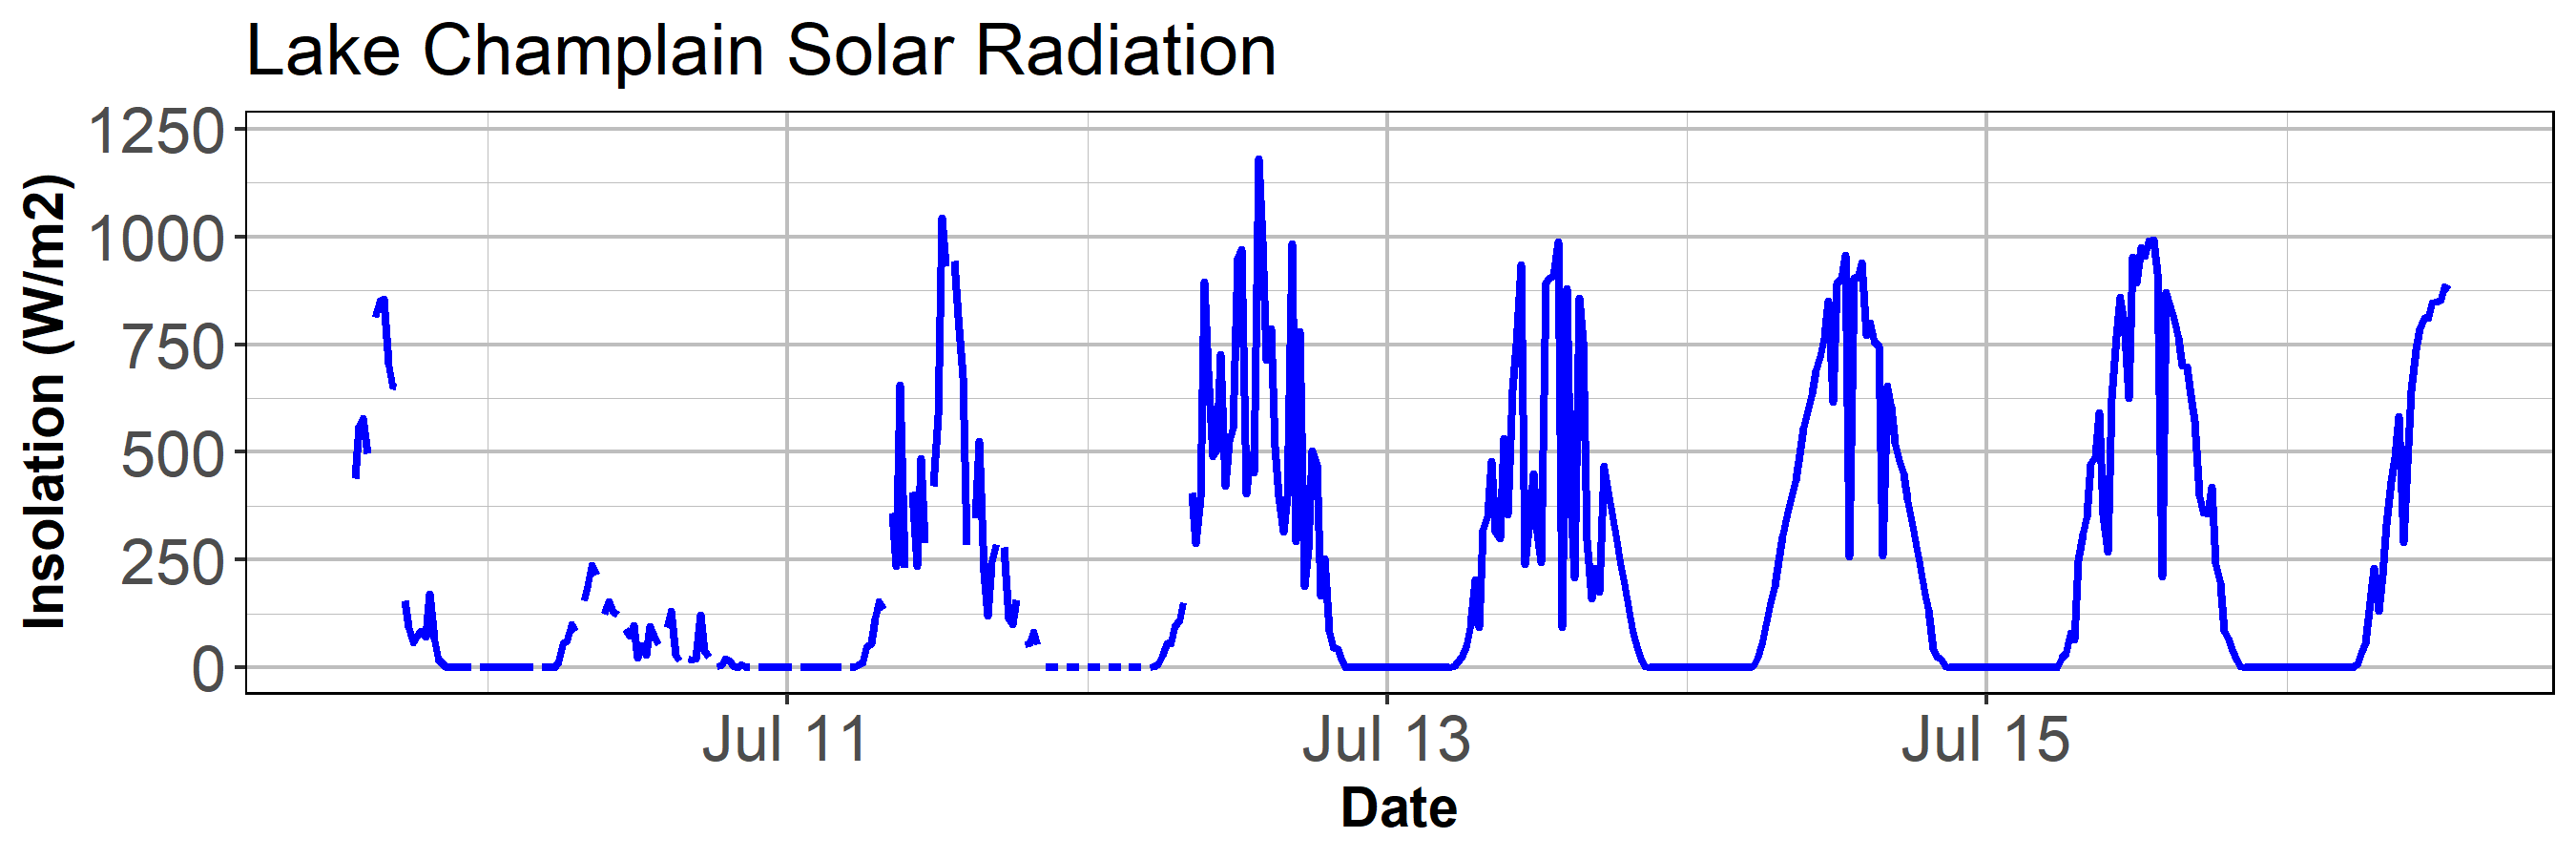 Lake Champlain Solar Radiation
1250
1000
750
500
250
0
Insolation (W/m2)
Jul 11
Jul 13
Jul 15
Date